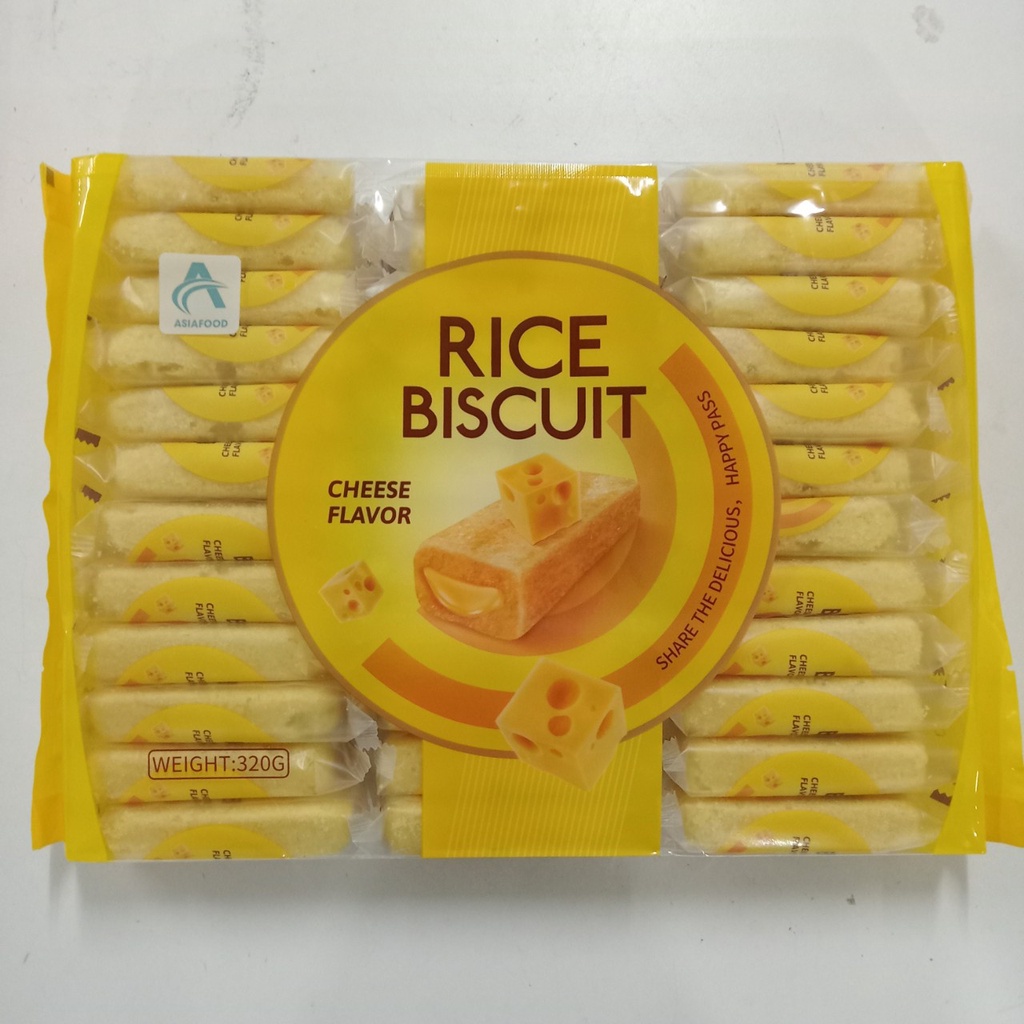 ASIAFOOD
RICE
BISCUIT
CHEESE
FLAVOR
SHARE THE DELICIOUS, HAPPY PASS
WEIGHT:320G